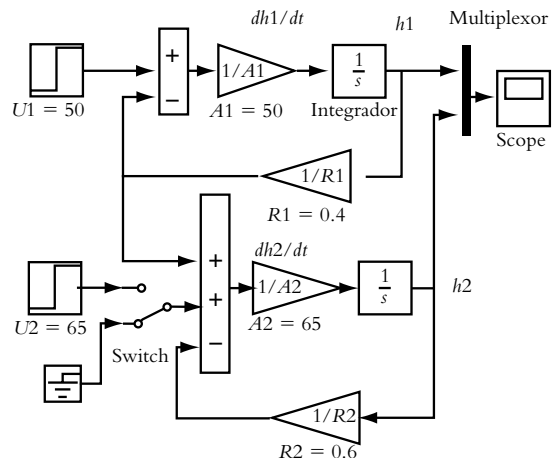 dh1/dt
h1
Multiplexor
+
−
1/A1
1
s
U1 = 50
A1 = 50
Integrador
Scope
1/R1
R1 = 0.4
dh2/dt
+
+
−
1/A2
1
s
h2
U2 = 65
A2 = 65
Switch
1/R2
R2 = 0.6